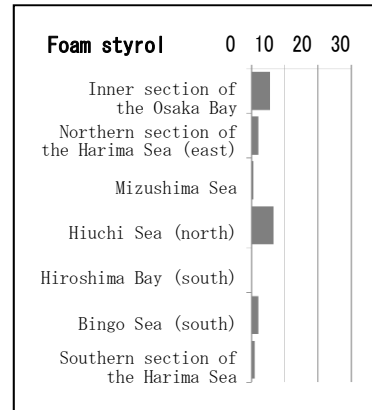 Foam styrol 0 10 20 30
Inner section of
the Osaka Bay
Northern section of
the Harima Sea (east)
Mizushima Sea
Hiuchi Sea (north)
Hiroshima Bay (south)
Bingo Sea (south)
Southern section of
the Harima Sea